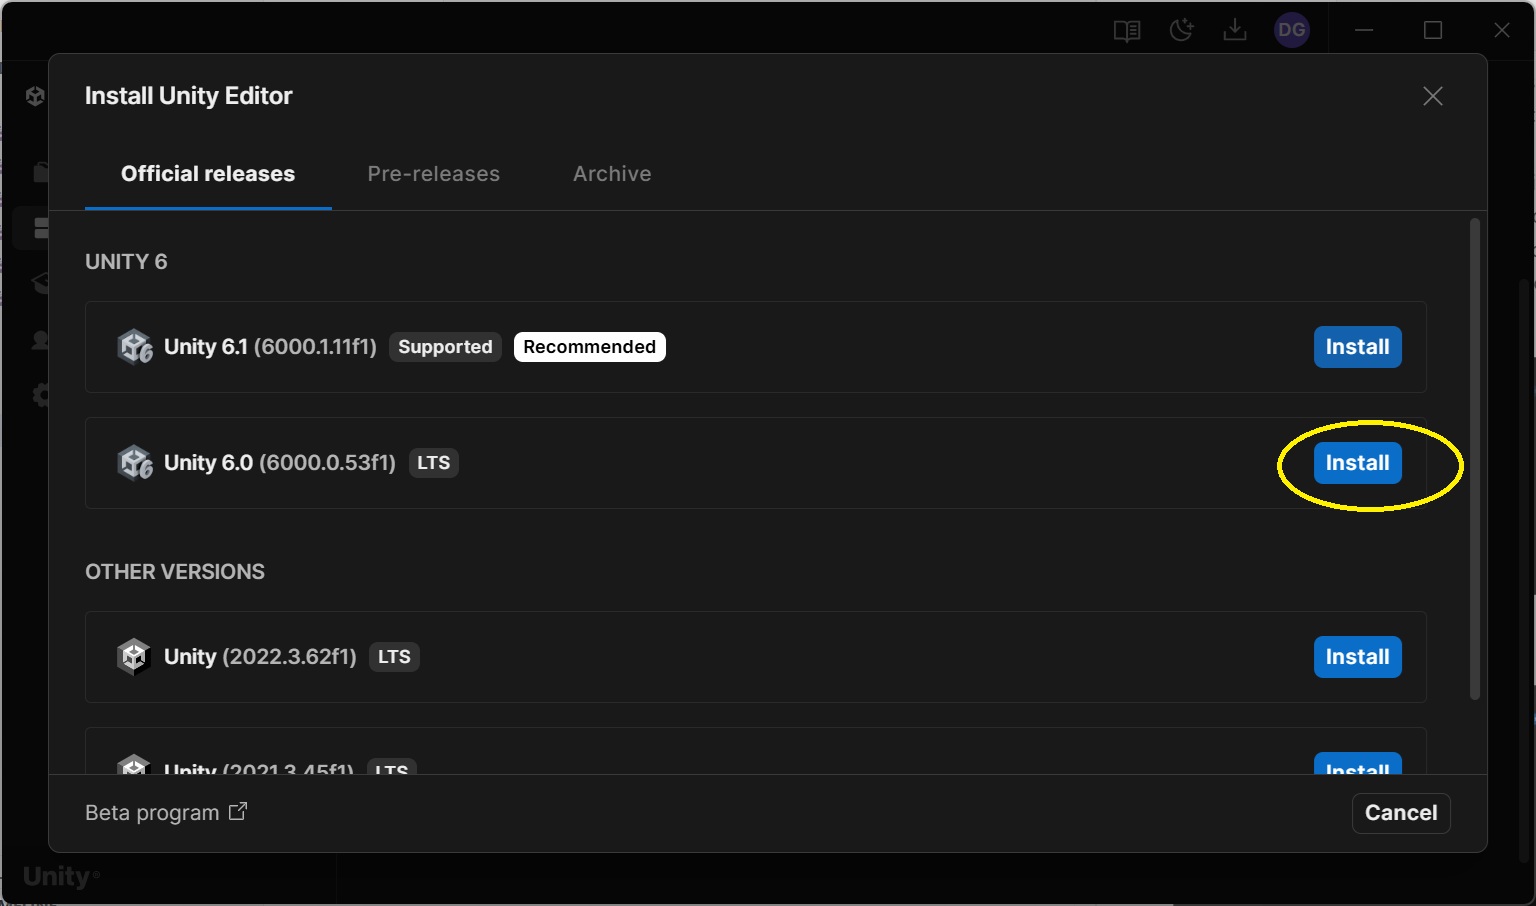 DG
Install Unity Editor
Official releases Pre-releases Archive
UNITY 6
Unity 6.1 (6000.1.11f1) Supported Recommended Install
Unity 6.0 (6000.0.53f1) LTS Install
OTHER VERSIONS
Unity (2022.3.62f1) LTS Install
Unity (2021.3.45f1) LTS Install
Beta program Cancel
Unity®